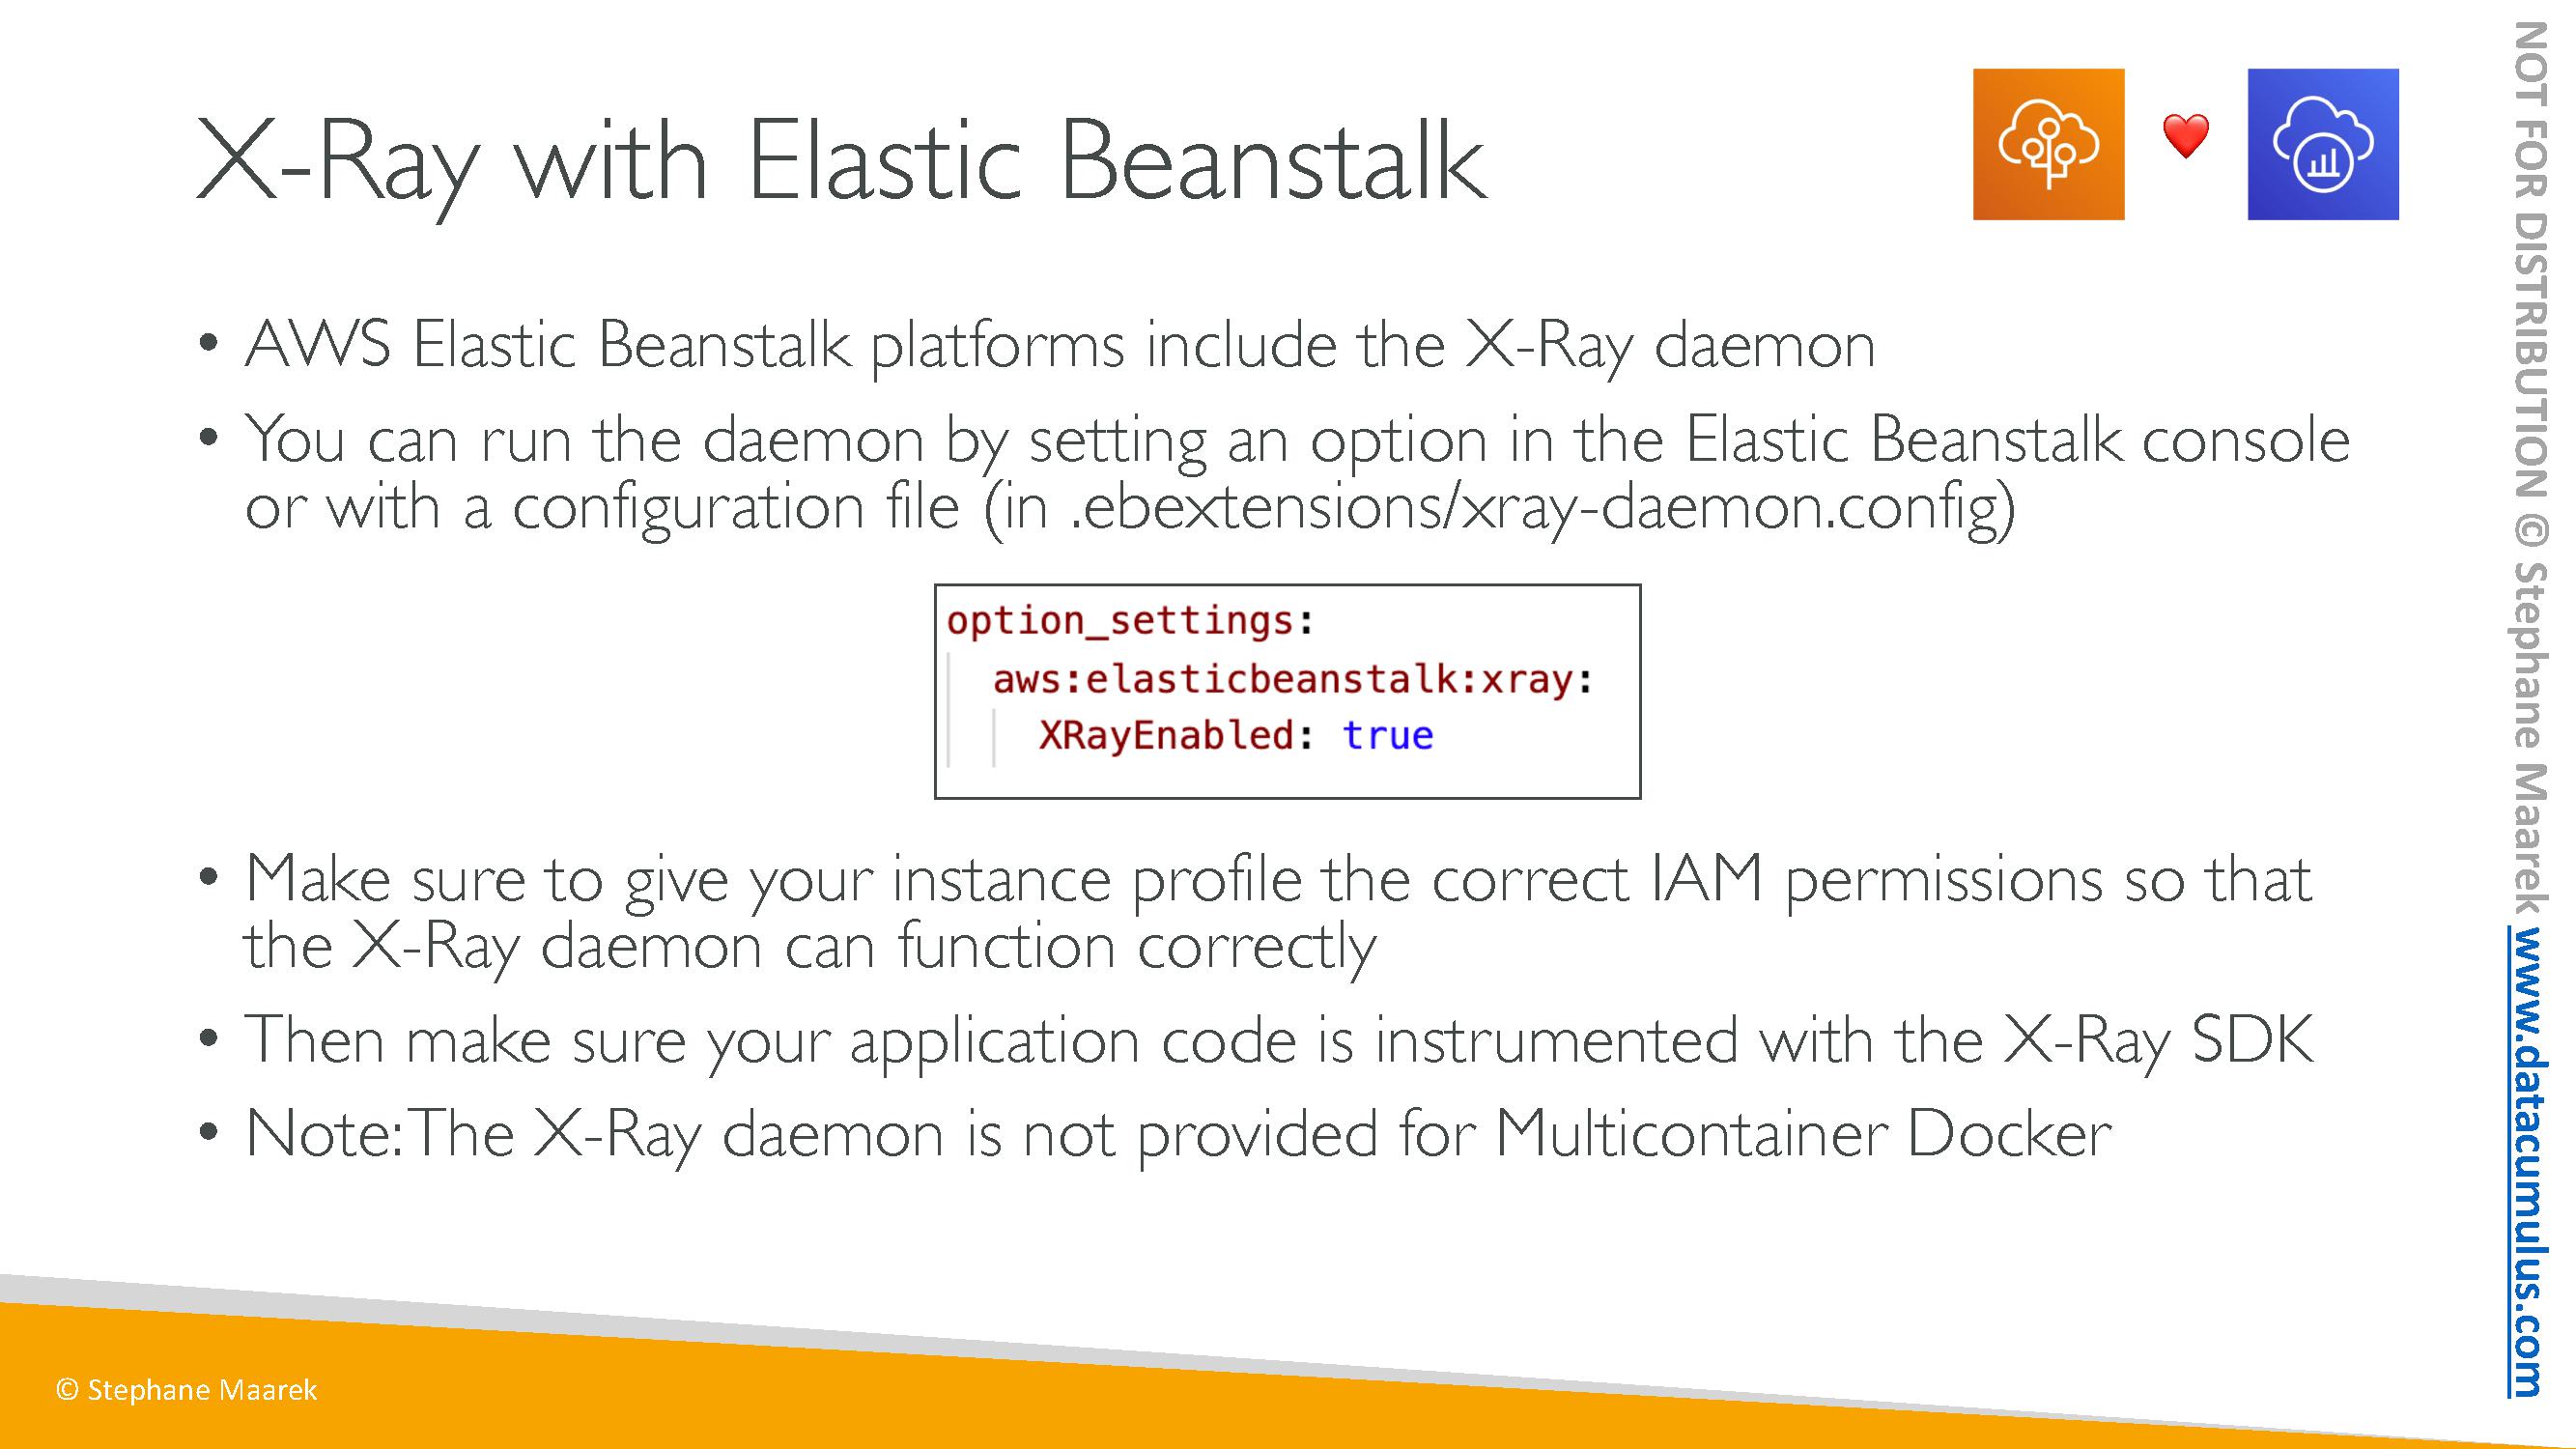 X-Ray with Elastic Beanstalk
• AWS Elastic Beanstalk platforms include the X-Ray daemon
• You can run the daemon by setting an option in the Elastic Beanstalk console
or with a configuration file (in .ebextensions/xray-daemon.config)
option_settings:
  aws:elasticbeanstalk:xray:
    XRayEnabled: true
• Make sure to give your instance profile the correct IAM permissions so that
the X-Ray daemon can function correctly
• Then make sure your application code is instrumented with the X-Ray SDK
• Note: The X-Ray daemon is not provided for Multicontainer Docker
© Stephane Maarek
NOT FOR DISTRIBUTION © Stephane Maarek www.datacumulus.com